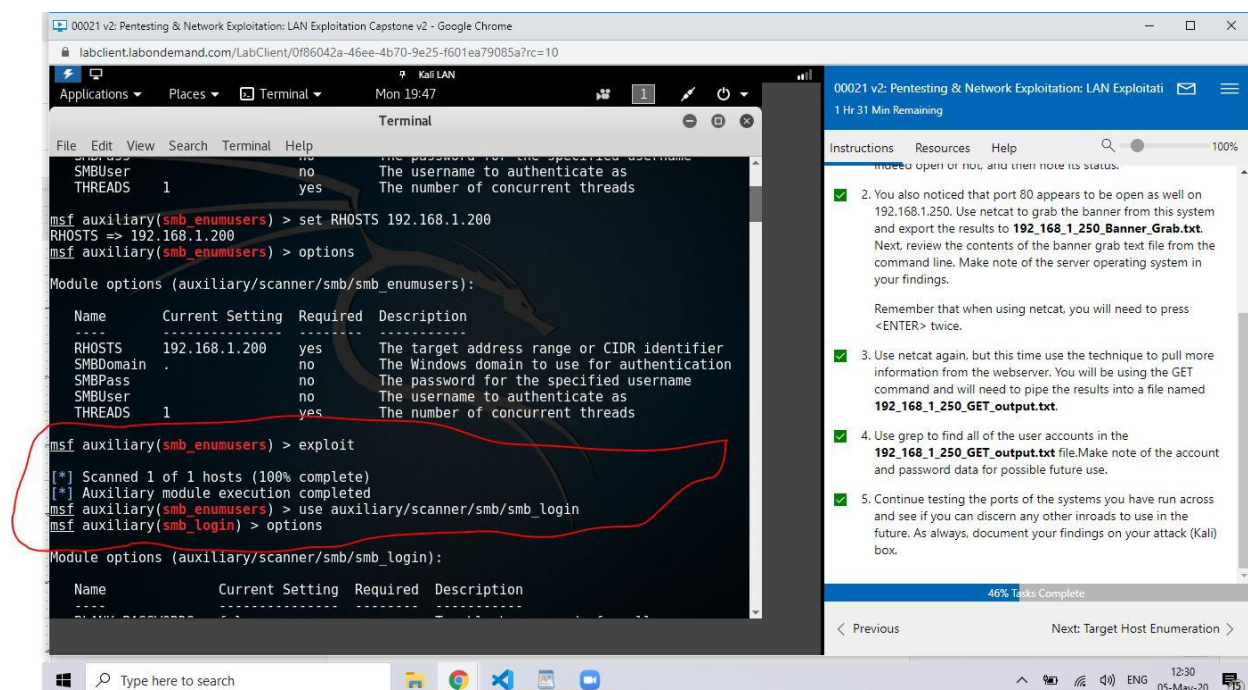 00021 v2: Pentesting & Network Exploitation: LAN Exploitation Capstone v2 - Google Chrome
labclient.labondemand.com/LabClient/0f86042a-46ee-4b70-9e25-f601ea79085a?rc=10
Kali LAN
Applications Places Terminal Mon 19:47 1
Terminal
File Edit View Search Terminal Help
SMBPass no The password for the specified username
SMBUser no The username to authenticate as
THREADS 1 yes The number of concurrent threads
msf auxiliary(smb_enumusers) > set RHOSTS 192.168.1.200
RHOSTS => 192.168.1.200
msf auxiliary(smb_enumusers) > options
Module options (auxiliary/scanner/smb/smb_enumusers):
Name Current Setting Required Description
---- --------------- -------- -----------
RHOSTS 192.168.1.200 yes The target address range or CIDR identifier
SMBDomain . no The Windows domain to use for authentication
SMBPass no The password for the specified username
SMBUser no The username to authenticate as
THREADS 1 yes The number of concurrent threads
msf auxiliary(smb_enumusers) > exploit
[*] Scanned 1 of 1 hosts (100% complete)
[*] Auxiliary module execution completed
msf auxiliary(smb_enumusers) > use auxiliary/scanner/smb/smb_login
msf auxiliary(smb_login) > options
Module options (auxiliary/scanner/smb/smb_login):
Name Current Setting Required Description
---- --------------- -------- -----------
00021 v2: Pentesting & Network Exploitation: LAN Exploitati
1 Hr 31 Min Remaining
Instructions Resources Help 100%
indeed open or not, and then note its status.
2. You also noticed that port 80 appears to be open as well on
192.168.1.250. Use netcat to grab the banner from this system
and export the results to 192_168_1_250_Banner_Grab.txt.
Next, review the contents of the banner grab text file from the
command line. Make note of the server operating system in
your findings.
Remember that when using netcat, you will need to press
<ENTER> twice.
3. Use netcat again, but this time use the technique to pull more
information from the webserver. You will be using the GET
command and will need to pipe the results into a file named
192_168_1_250_GET_output.txt.
4. Use grep to find all of the user accounts in the
192_168_1_250_GET_output.txt file.Make note of the account
and password data for possible future use.
5. Continue testing the ports of the systems you have run across
and see if you can discern any other inroads to use in the
future. As always, document your findings on your attack (Kali)
box.
46% Tasks Complete
< Previous Next: Target Host Enumeration >
Type here to search
ENG 12:30
05-May-20 15